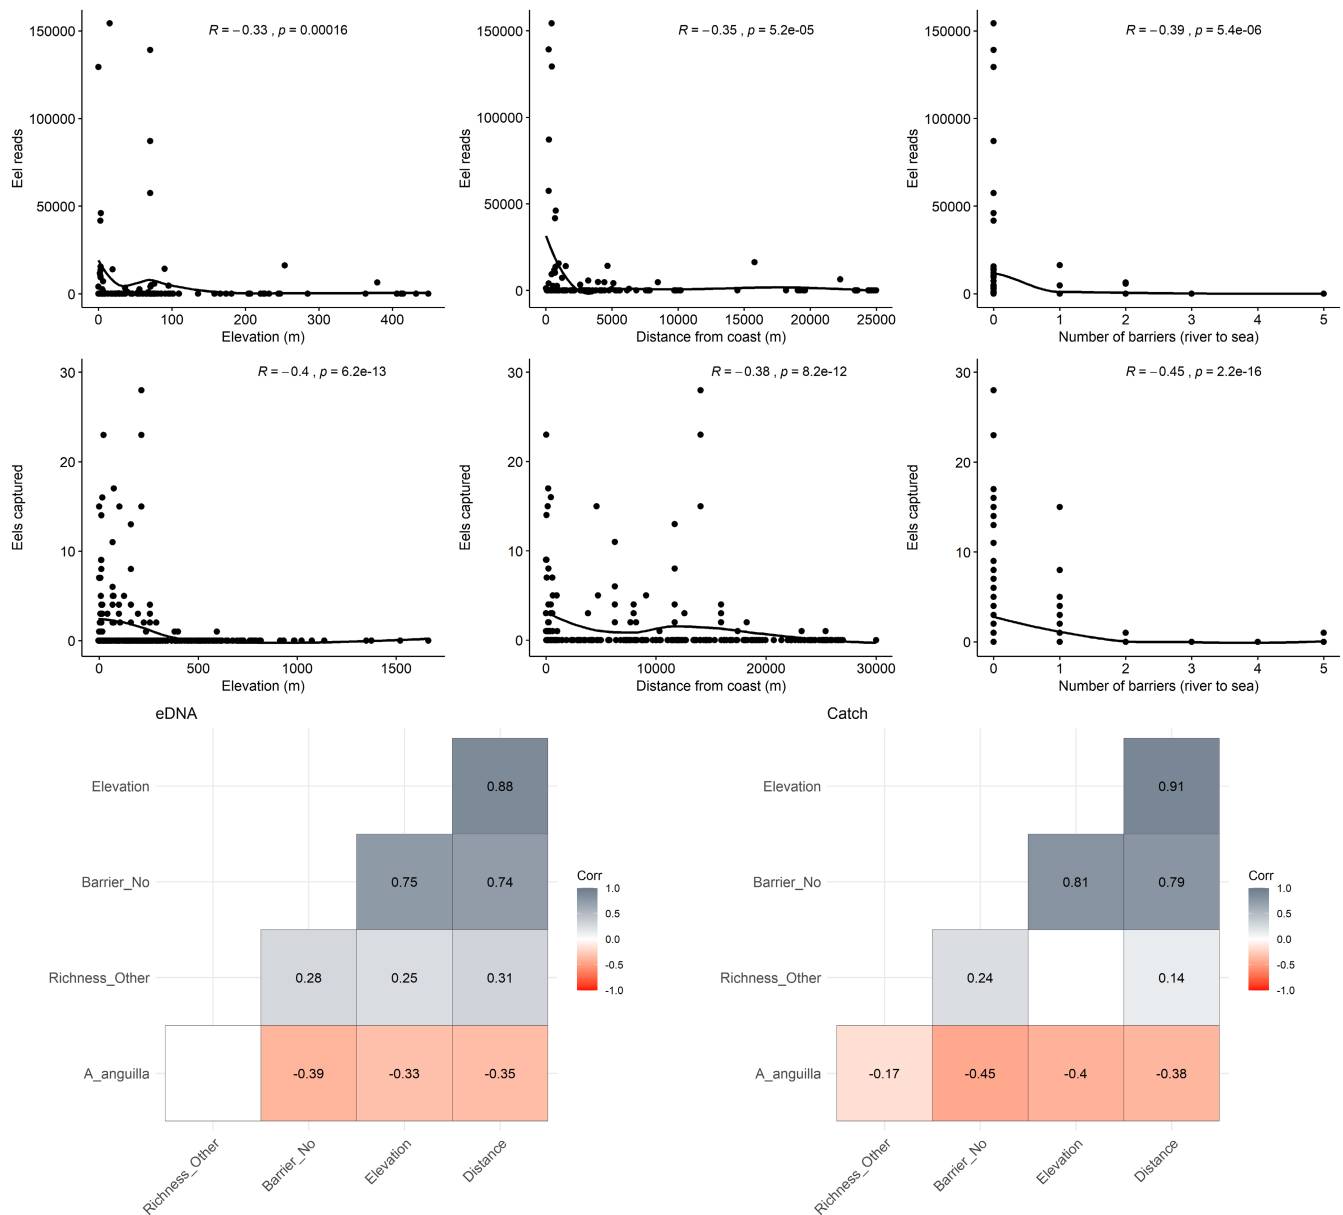 R = −0.33 , p = 0.00016
150000
100000
50000
0
Eel reads
0 100 200 300 400
Elevation (m)
R = −0.35 , p = 5.2e-05
150000
100000
50000
0
Eel reads
0 5000 10000 15000 20000 25000
Distance from coast (m)
R = −0.39 , p = 5.4e-06
150000
100000
50000
0
Eel reads
0 1 2 3 4 5
Number of barriers (river to sea)
R = −0.4 , p = 6.2e-13
30
20
10
0
Eels captured
0 500 1000 1500
Elevation (m)
R = −0.38 , p = 8.2e-12
30
20
10
0
Eels captured
0 10000 20000 30000
Distance from coast (m)
R = −0.45 , p = 2.2e-16
30
20
10
0
Eels captured
0 1 2 3 4 5
Number of barriers (river to sea)
eDNA
Elevation 0.88
Barrier_No 0.75 0.74
Richness_Other 0.28 0.25 0.31
A_anguilla -0.39 -0.33 -0.35
Richness_Other Barrier_No Elevation Distance
Corr
1.0
0.5
0.0
-0.5
-1.0
Catch
Elevation 0.91
Barrier_No 0.81 0.79
Richness_Other 0.24 0.14
A_anguilla -0.17 -0.45 -0.4 -0.38
Richness_Other Barrier_No Elevation Distance
Corr
1.0
0.5
0.0
-0.5
-1.0